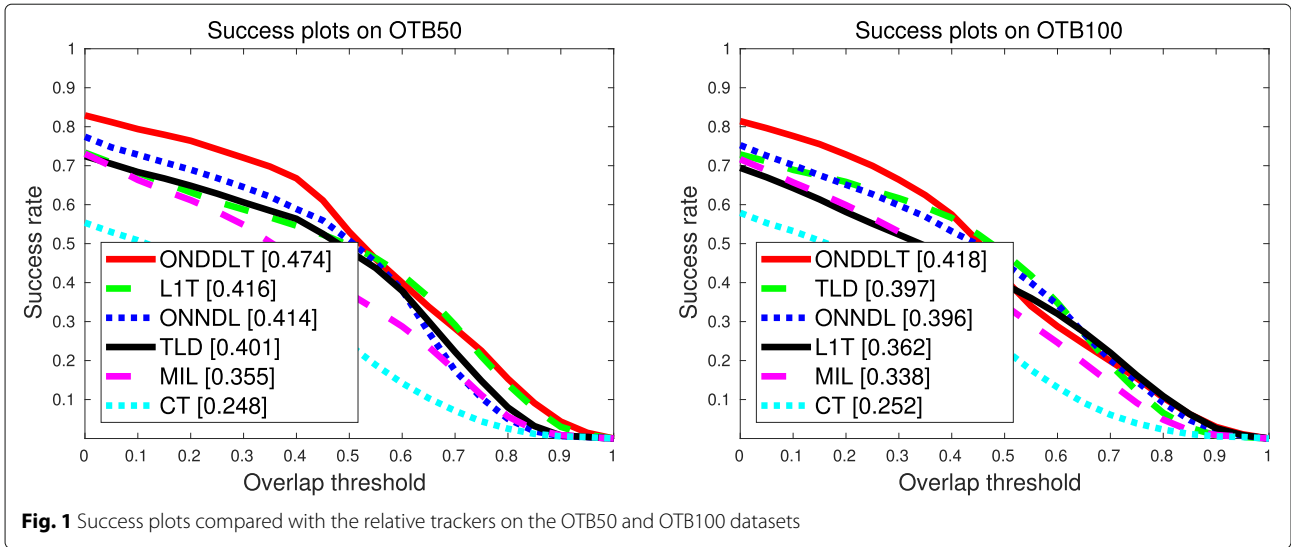 Success plots on OTB50
1
0.9
0.8
0.7
0.6
0.5
0.4
0.3
0.2
0.1
Success rate
ONDDLT [0.474]
L1T [0.416]
ONNDL [0.414]
TLD [0.401]
MIL [0.355]
CT [0.248]
0 0.1 0.2 0.3 0.4 0.5 0.6 0.7 0.8 0.9 1
Overlap threshold
Success plots on OTB100
1
0.9
0.8
0.7
0.6
0.5
0.4
0.3
0.2
0.1
Success rate
ONDDLT [0.418]
TLD [0.397]
ONNDL [0.396]
L1T [0.362]
MIL [0.338]
CT [0.252]
0 0.1 0.2 0.3 0.4 0.5 0.6 0.7 0.8 0.9 1
Overlap threshold
Fig. 1 Success plots compared with the relative trackers on the OTB50 and OTB100 datasets